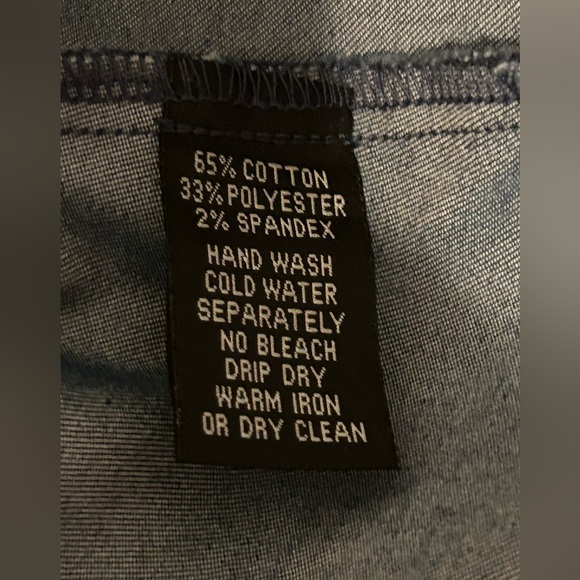 65% COTTON
33% POLYESTER
2% SPANDEX
HAND WASH
COLD WATER
SEPARATELY
NO BLEACH
DRIP DRY
WARM IRON
OR DRY CLEAN